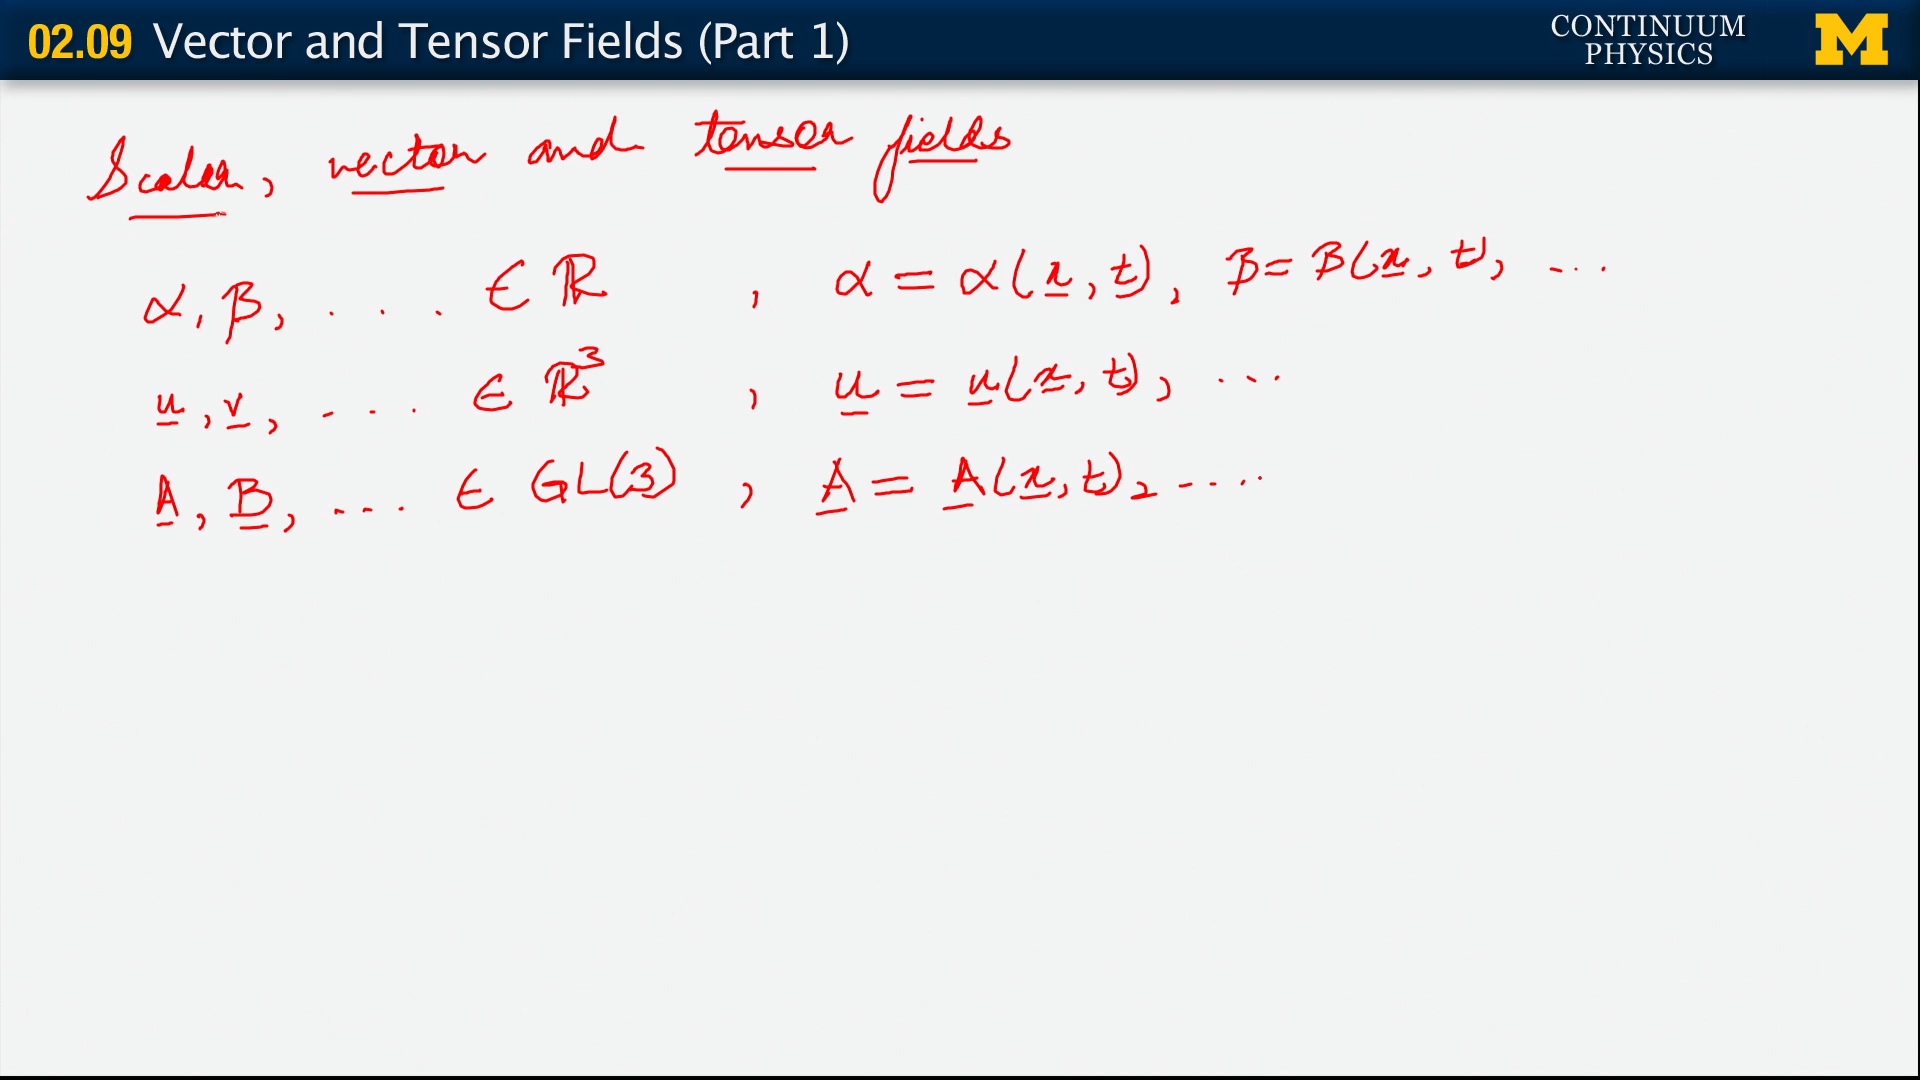 02.09 Vector and Tensor Fields (Part 1)
CONTINUUM
PHYSICS
M
Scalar, vector and tensor fields
α, β, . . . . ∈ ℝ , α = α(x̲, t̲), β = β(x̲, t), ...
u̲, v̲, .... ∈ ℝ³ , u̲ = u̲(x̲, t), ...
A̲, B̲, ... ∈ GL(3) , A̲ = A̲(x̲, t), ....